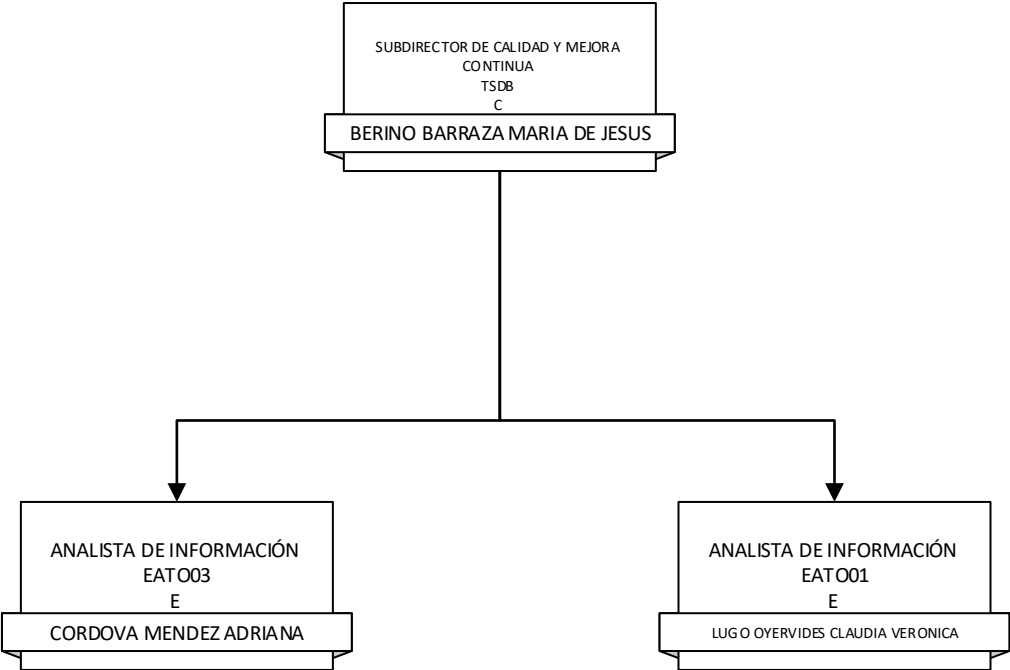 SUBDIRECTOR DE CALIDAD Y MEJORA
CONTINUA
TSDB
C
BERINO BARRAZA MARIA DE JESUS
ANALISTA DE INFORMACIÓN
EATO03
E
CORDOVA MENDEZ ADRIANA
ANALISTA DE INFORMACIÓN
EATO01
E
LUGO OYERVIDES CLAUDIA VERONICA